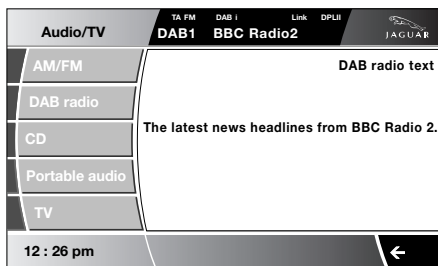 Audio/TV
TA FM DAB i Link DPLII
DAB1 BBC Radio2
JAGUAR
AM/FM
DAB radio text
DAB radio
The latest news headlines from BBC Radio 2.
CD
Portable audio
TV
12 : 26 pm